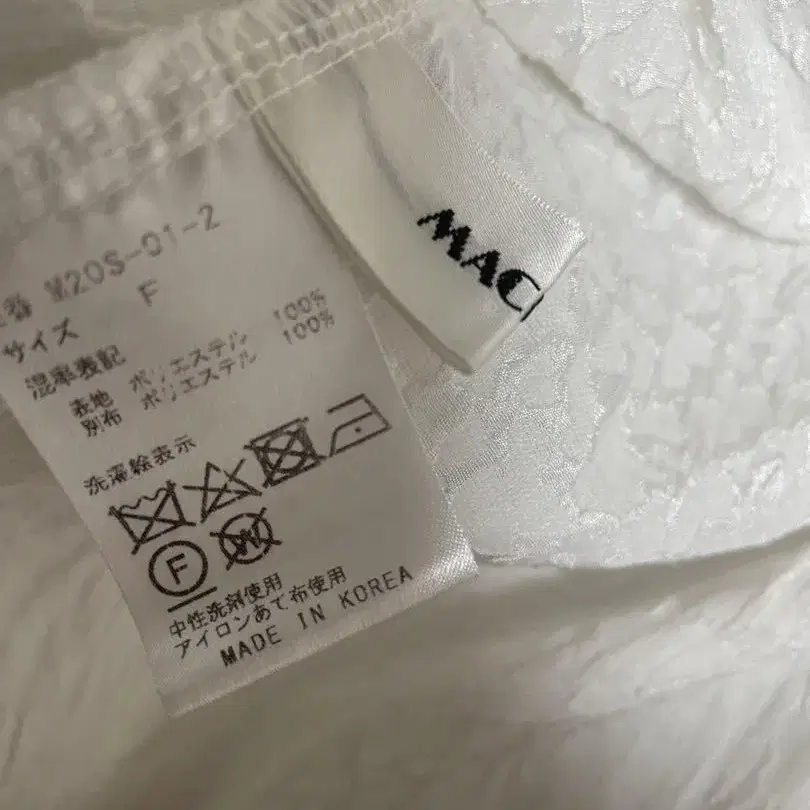 番 M20S-01-2
サイズ F
混率表記
表地 ポリエステル 100%
別布 ポリエステル 100%
洗濯絵表示
F
W
中性洗剤使用
アイロンあて布使用
MADE IN KOREA
MAC